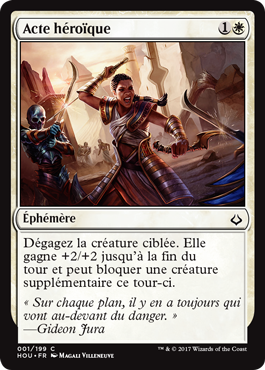 Acte héroïque 1
Éphémère
Dégagez la créature ciblée. Elle
gagne +2/+2 jusqu'à la fin du
tour et peut bloquer une créature
supplémentaire ce tour-ci.
« Sur chaque plan, il y en a toujours qui
vont au-devant du danger. »
—Gideon Jura
001/199 C
HOU • FR MAGALI VILLENEUVE
™ & © 2017 Wizards of the Coast